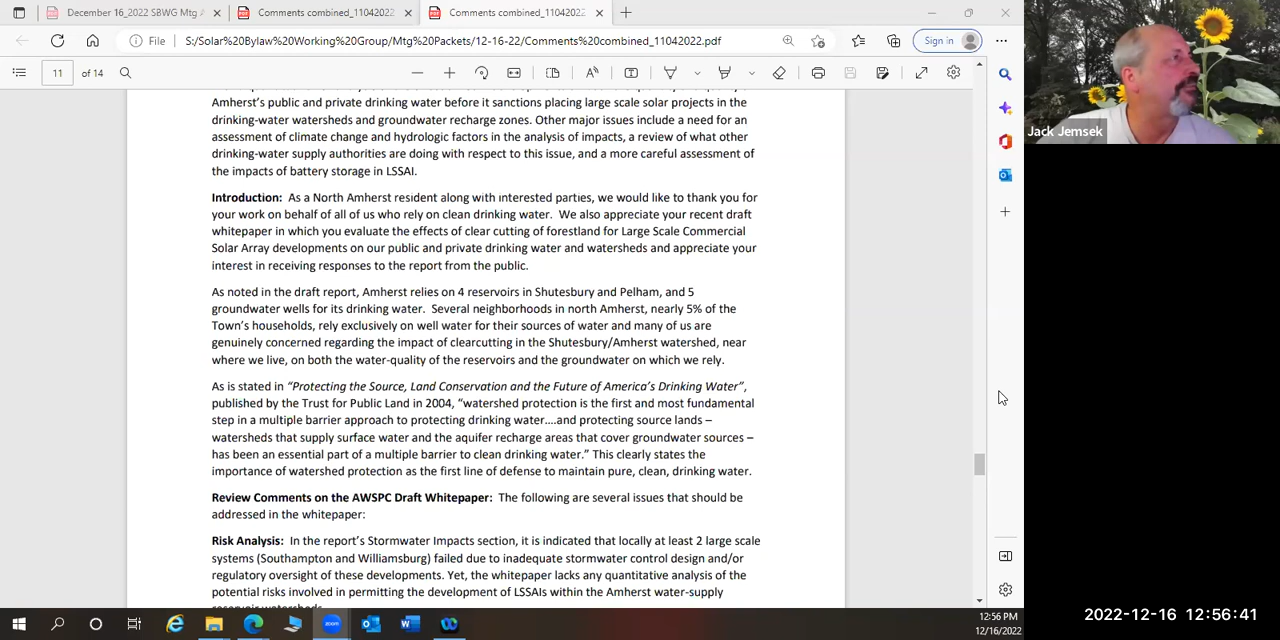 December 16_2022 SBWG Mtg A
Comments combined_11042022
Comments combined_11042022
File
S:/Solar%20Bylaw%20Working%20Group/Mtg%20Packets/12-16-22/Comments%20combined_11042022.pdf
Sign in
11 of 14
Amherst's public and private drinking water before it sanctions placing large scale solar projects in the
drinking-water watersheds and groundwater recharge zones. Other major issues include a need for an
assessment of climate change and hydrologic factors in the analysis of impacts, a review of what other
drinking-water supply authorities are doing with respect to this issue, and a more careful assessment of
the impacts of battery storage in LSSAI.
Introduction: As a North Amherst resident along with interested parties, we would like to thank you for
your work on behalf of all of us who rely on clean drinking water. We also appreciate your recent draft
whitepaper in which you evaluate the effects of clear cutting of forestland for Large Scale Commercial
Solar Array developments on our public and private drinking water and watersheds and appreciate your
interest in receiving responses to the report from the public.
As noted in the draft report, Amherst relies on 4 reservoirs in Shutesbury and Pelham, and 5
groundwater wells for its drinking water. Several neighborhoods in north Amherst, nearly 5% of the
Town's households, rely exclusively on well water for their sources of water and many of us are
genuinely concerned regarding the impact of clearcutting in the Shutesbury/Amherst watershed, near
where we live, on both the water-quality of the reservoirs and the groundwater on which we rely.
As is stated in "Protecting the Source, Land Conservation and the Future of America's Drinking Water",
published by the Trust for Public Land in 2004, "watershed protection is the first and most fundamental
step in a multiple barrier approach to protecting drinking water....and protecting source lands –
watersheds that supply surface water and the aquifer recharge areas that cover groundwater sources –
has been an essential part of a multiple barrier to clean drinking water." This clearly states the
importance of watershed protection as the first line of defense to maintain pure, clean, drinking water.
Review Comments on the AWSPC Draft Whitepaper: The following are several issues that should be
addressed in the whitepaper:
Risk Analysis: In the report's Stormwater Impacts section, it is indicated that locally at least 2 large scale
systems (Southampton and Williamsburg) failed due to inadequate stormwater control design and/or
regulatory oversight of these developments. Yet, the whitepaper lacks any quantitative analysis of the
potential risks involved in permitting the development of LSSAIs within the Amherst water-supply
reservoir watersheds.
Jack Jemsek
zoom
12:56 PM
12/16/2022
2022-12-16 12:56:41